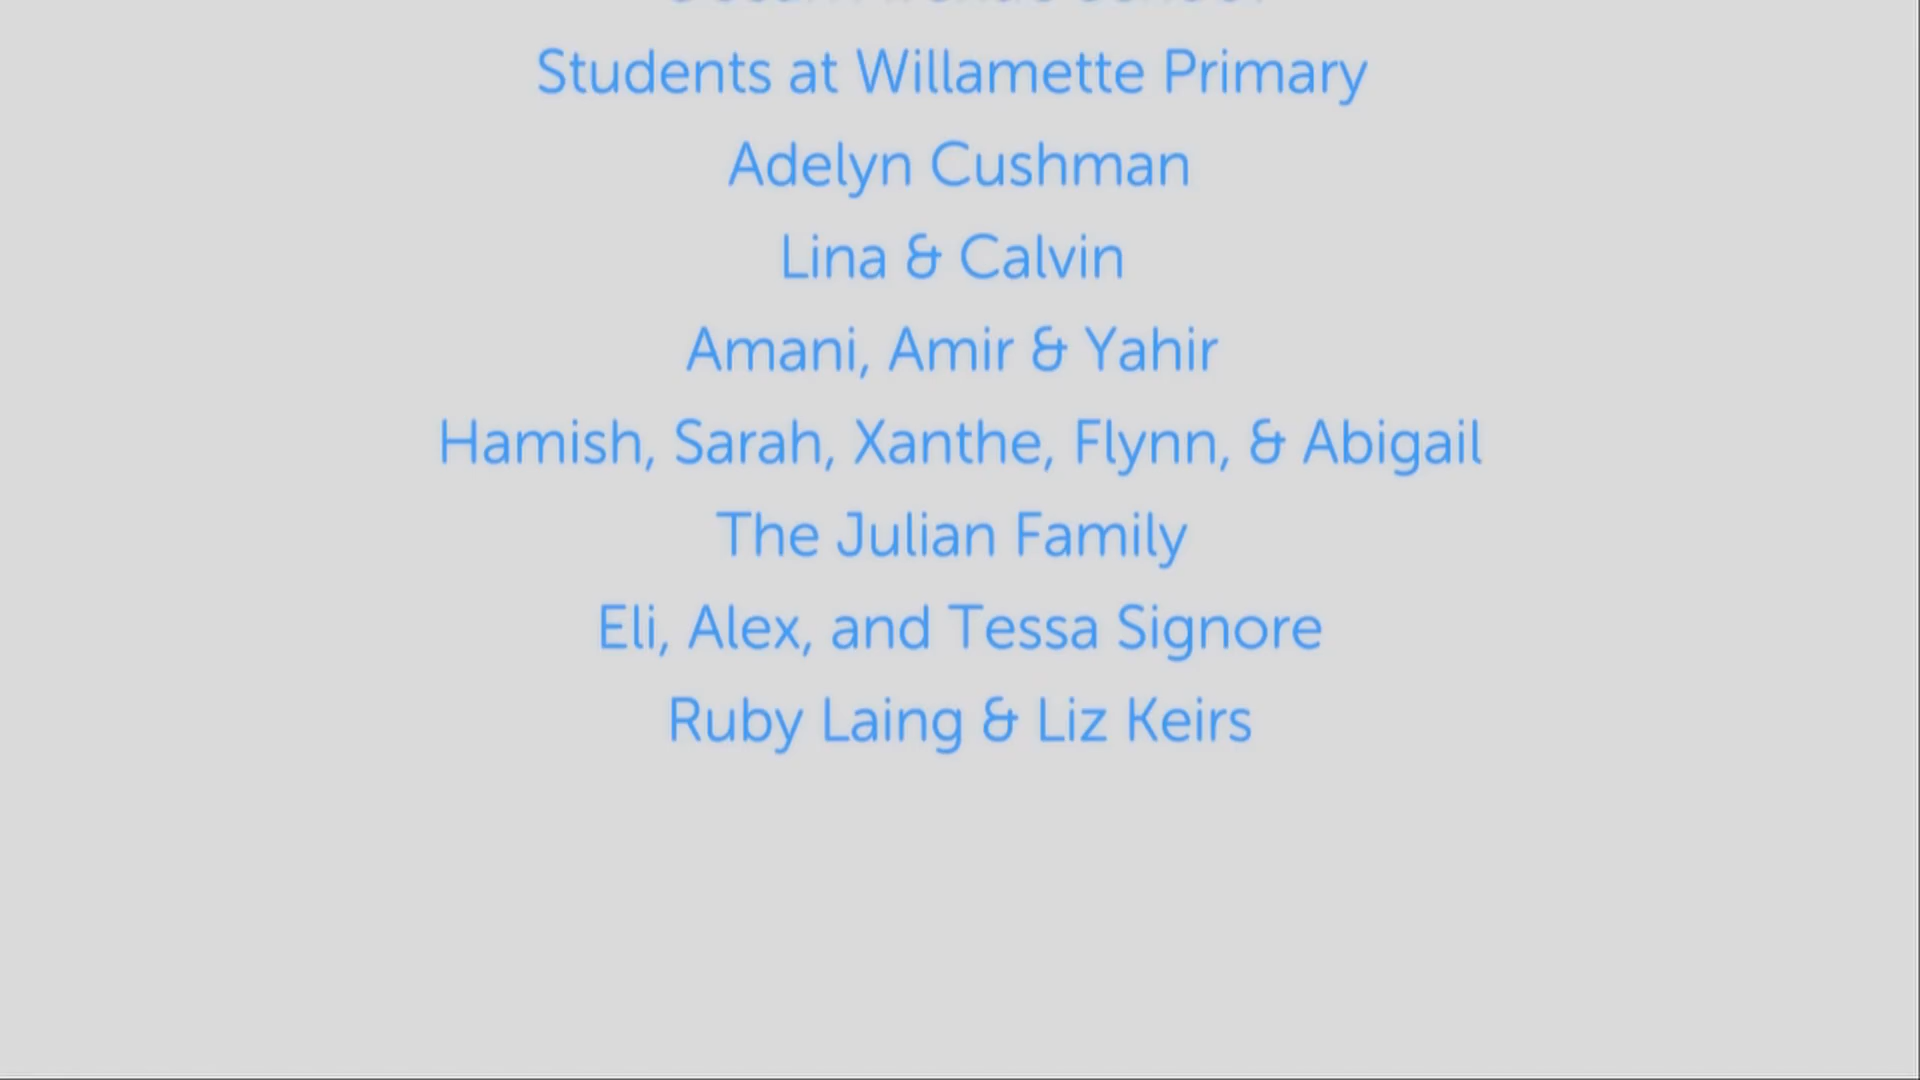 Students at Willamette Primary
Adelyn Cushman
Lina & Calvin
Amani, Amir & Yahir
Hamish, Sarah, Xanthe, Flynn, & Abigail
The Julian Family
Eli, Alex, and Tessa Signore
Ruby Laing & Liz Keirs